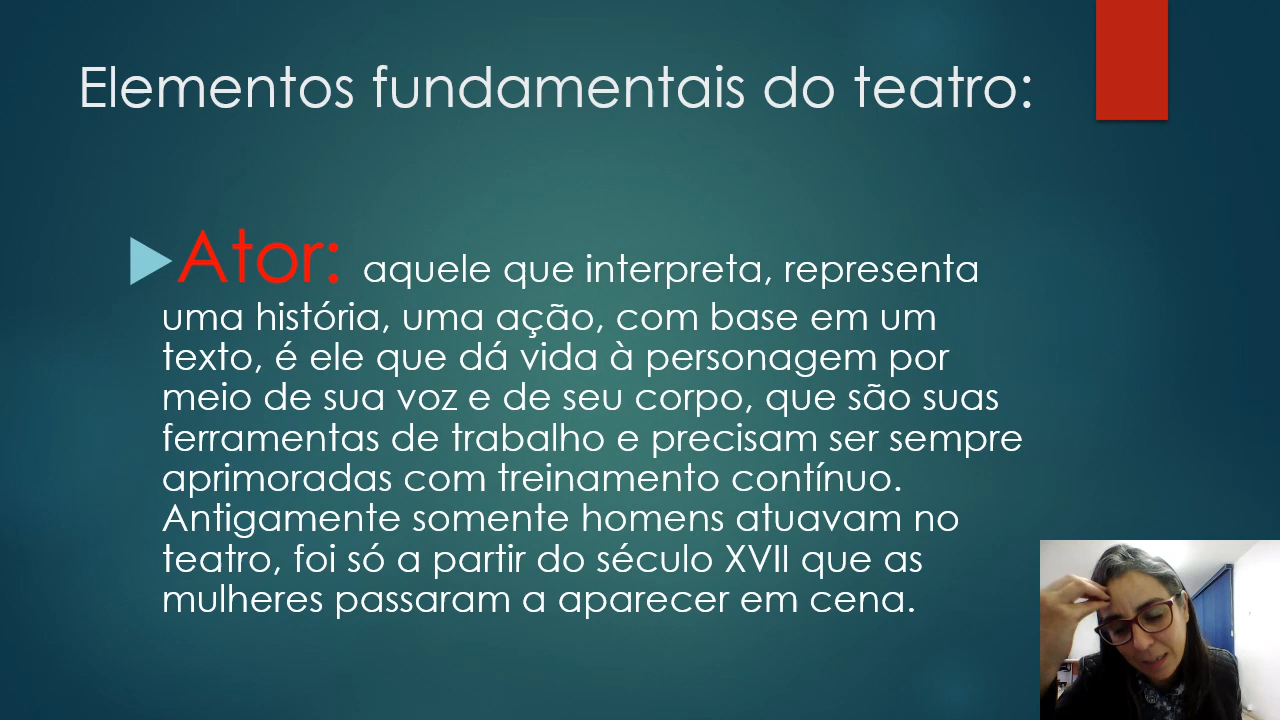 Elementos fundamentais do teatro:
Ator: aquele que interpreta, representa
uma história, uma ação, com base em um
texto, é ele que dá vida à personagem por
meio de sua voz e de seu corpo, que são suas
ferramentas de trabalho e precisam ser sempre
aprimoradas com treinamento contínuo.
Antigamente somente homens atuavam no
teatro, foi só a partir do século XVII que as
mulheres passaram a aparecer em cena.